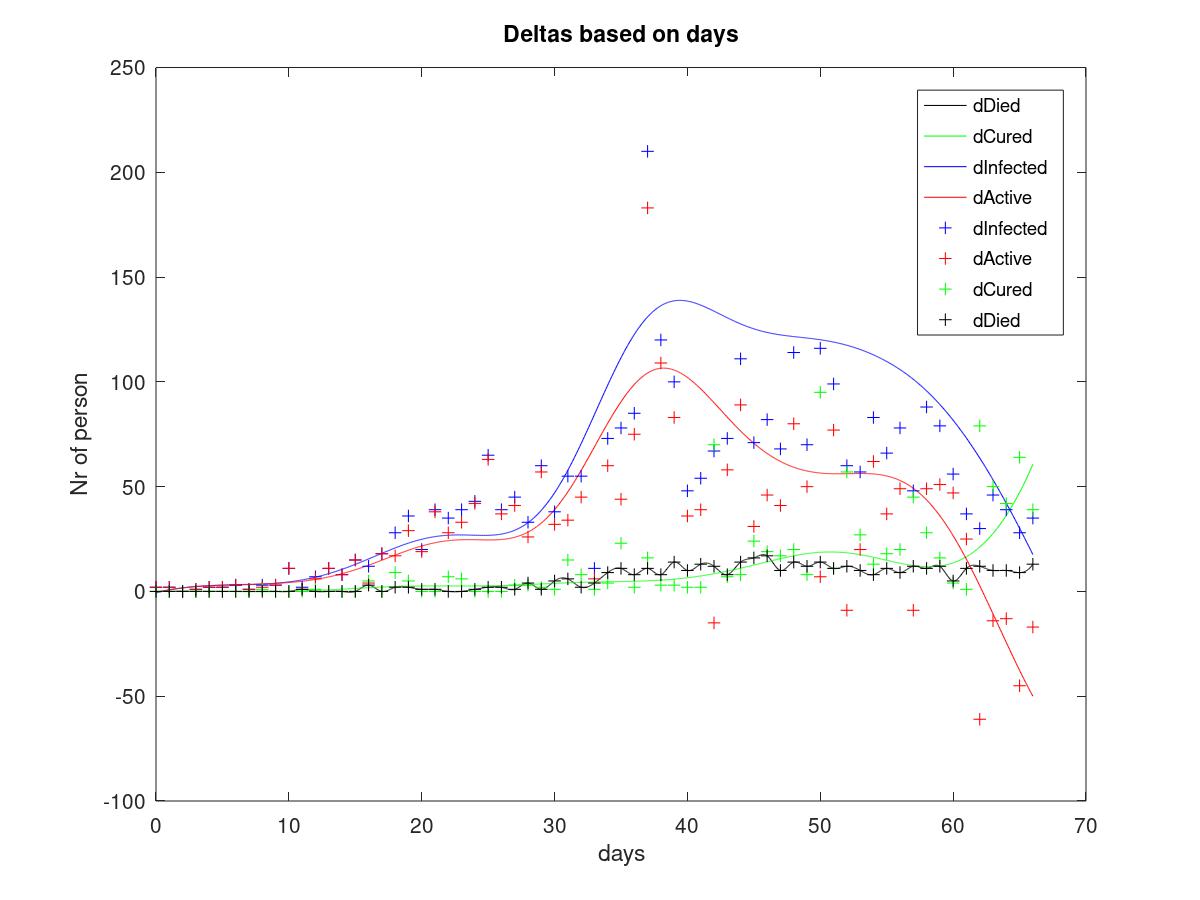 Deltas based on days
250
200
150
100
50
0
-50
-100
Nr of person
0 10 20 30 40 50 60 70
days
dDied
dCured
dInfected
dActive
dInfected
dActive
dCured
dDied